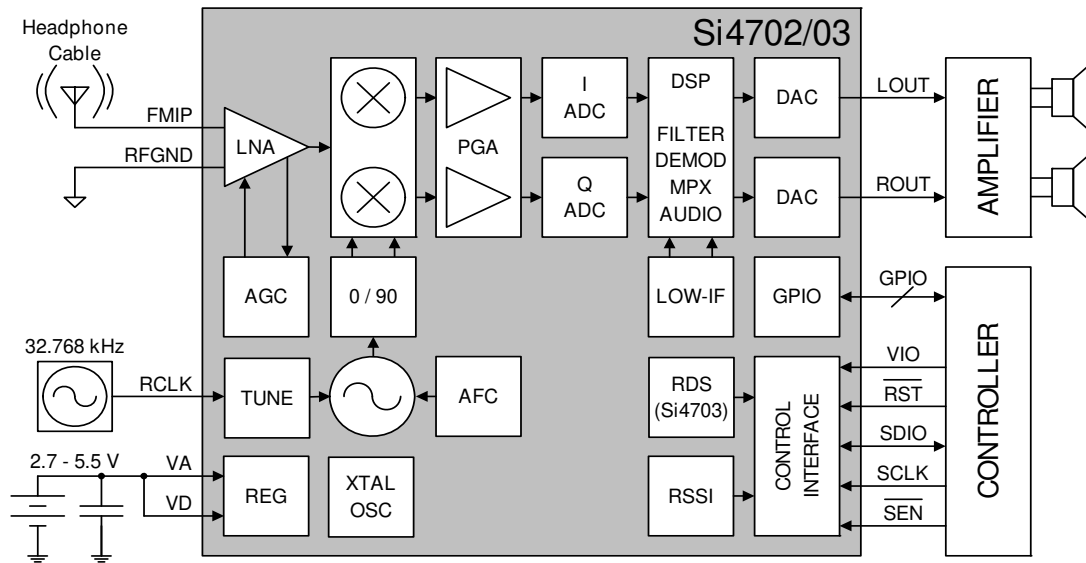 Si4702/03
Headphone
Cable
FMIP
RFGND
LNA
PGA
I
ADC
Q
ADC
DSP
FILTER
DEMOD
MPX
AUDIO
DAC
DAC
LOUT
ROUT
AMPLIFIER
AGC
0 / 90
LOW-IF
GPIO
GPIO
32.768 kHz
RCLK
TUNE
AFC
RDS
(Si4703)
CONTROL
INTERFACE
VIO
RST
SDIO
SCLK
SEN
CONTROLLER
2.7 - 5.5 V
VA
VD
REG
XTAL
OSC
RSSI